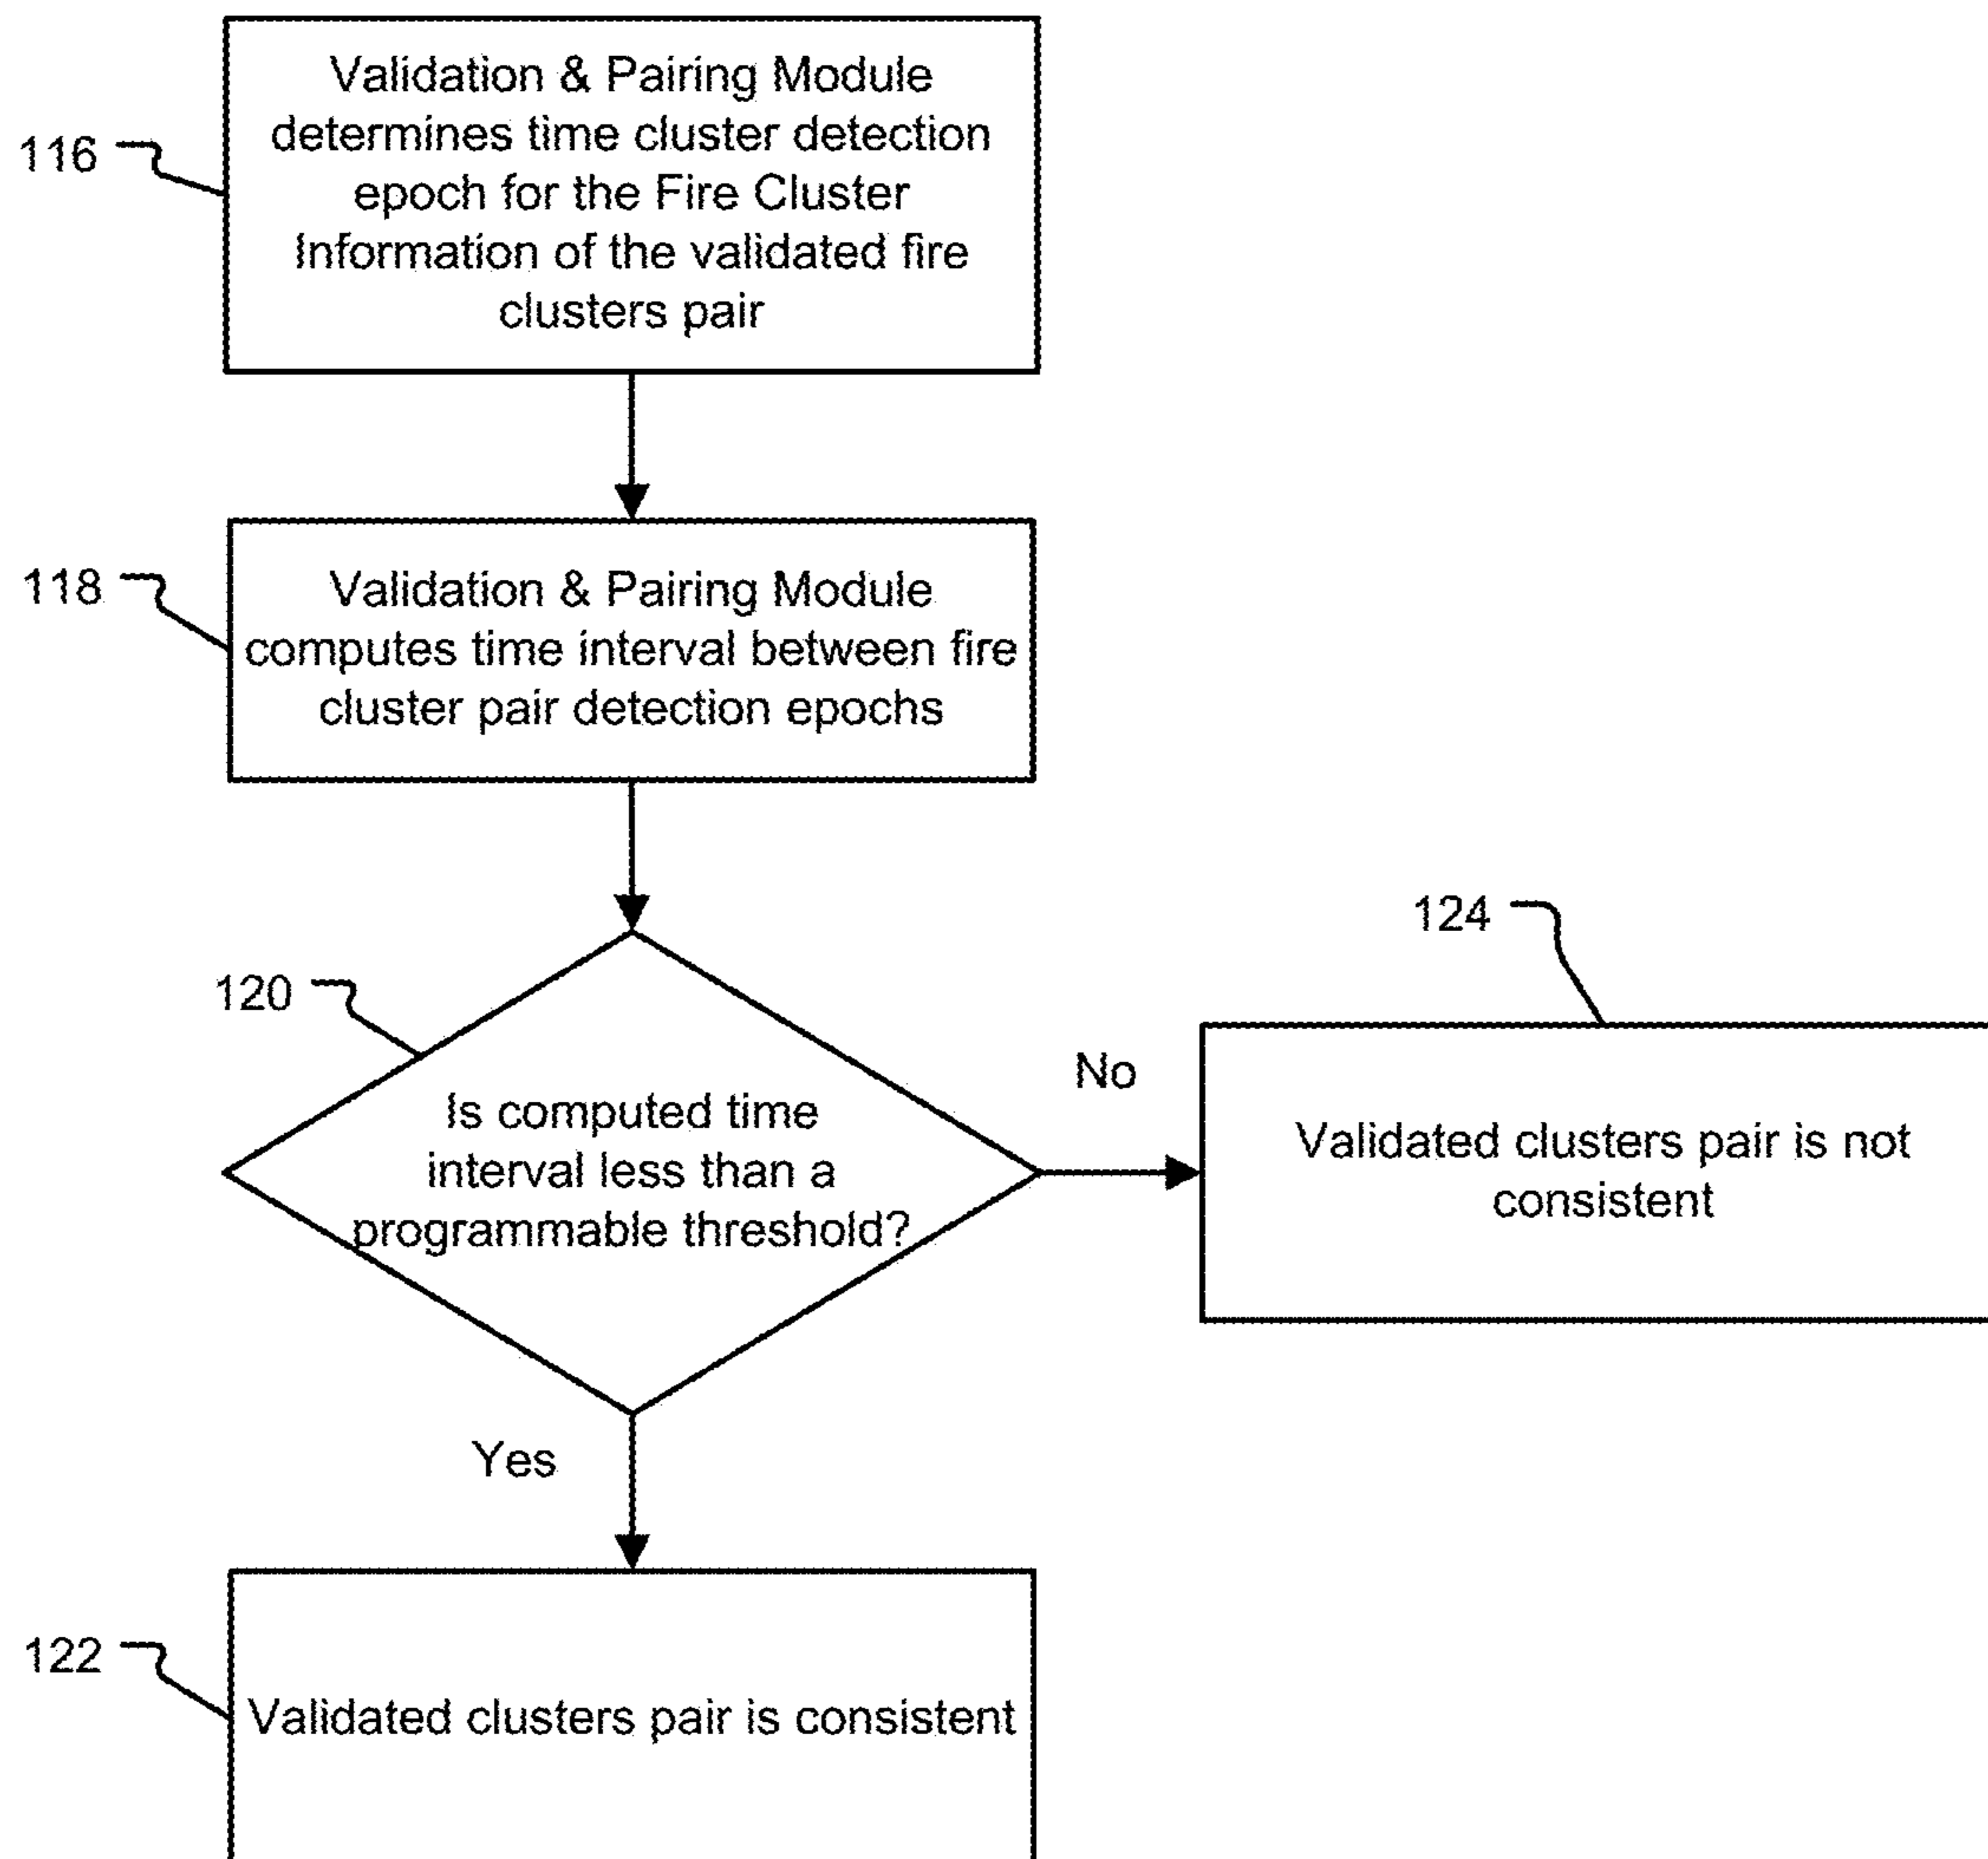 116
Validation & Pairing Module
determines time cluster detection
epoch for the Fire Cluster
Information of the validated fire
clusters pair
118
Validation & Pairing Module
computes time interval between fire
cluster pair detection epochs
120
Is computed time
interval less than a
programmable threshold?
No
124
Validated clusters pair is not
consistent
Yes
122
Validated clusters pair is consistent